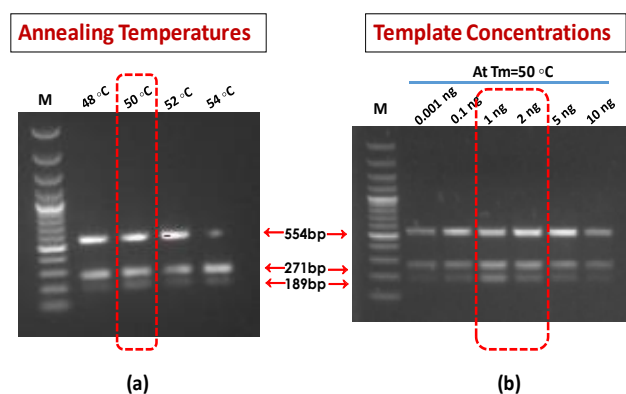 Annealing Temperatures
Template Concentrations
At Tm=50 °C
M
48 °C
50 °C
52 °C
54 °C
M
0.001 ng
0.1 ng
1 ng
2 ng
5 ng
10 ng
554bp
271bp
189bp
(a)
(b)